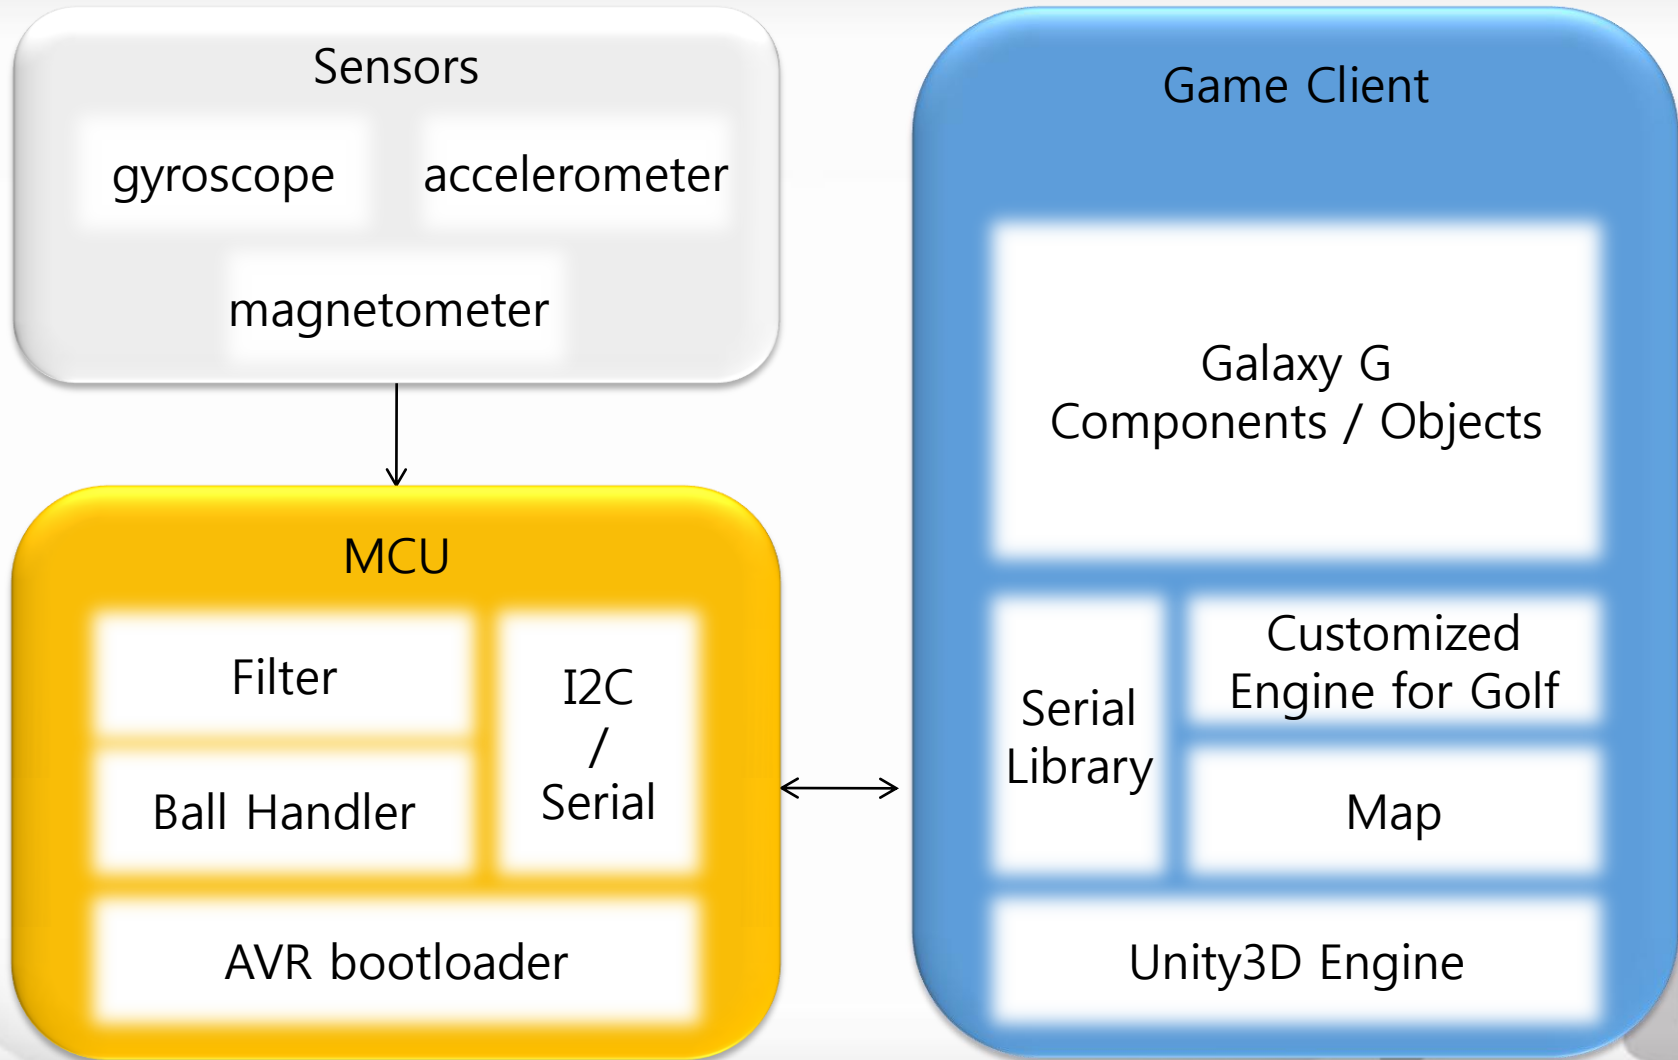 Sensors
gyroscope
accelerometer
magnetometer
MCU
Filter
Ball Handler
I2C
/
Serial
AVR bootloader
Game Client
Galaxy G
Components / Objects
Serial
Library
Customized
Engine for Golf
Map
Unity3D Engine